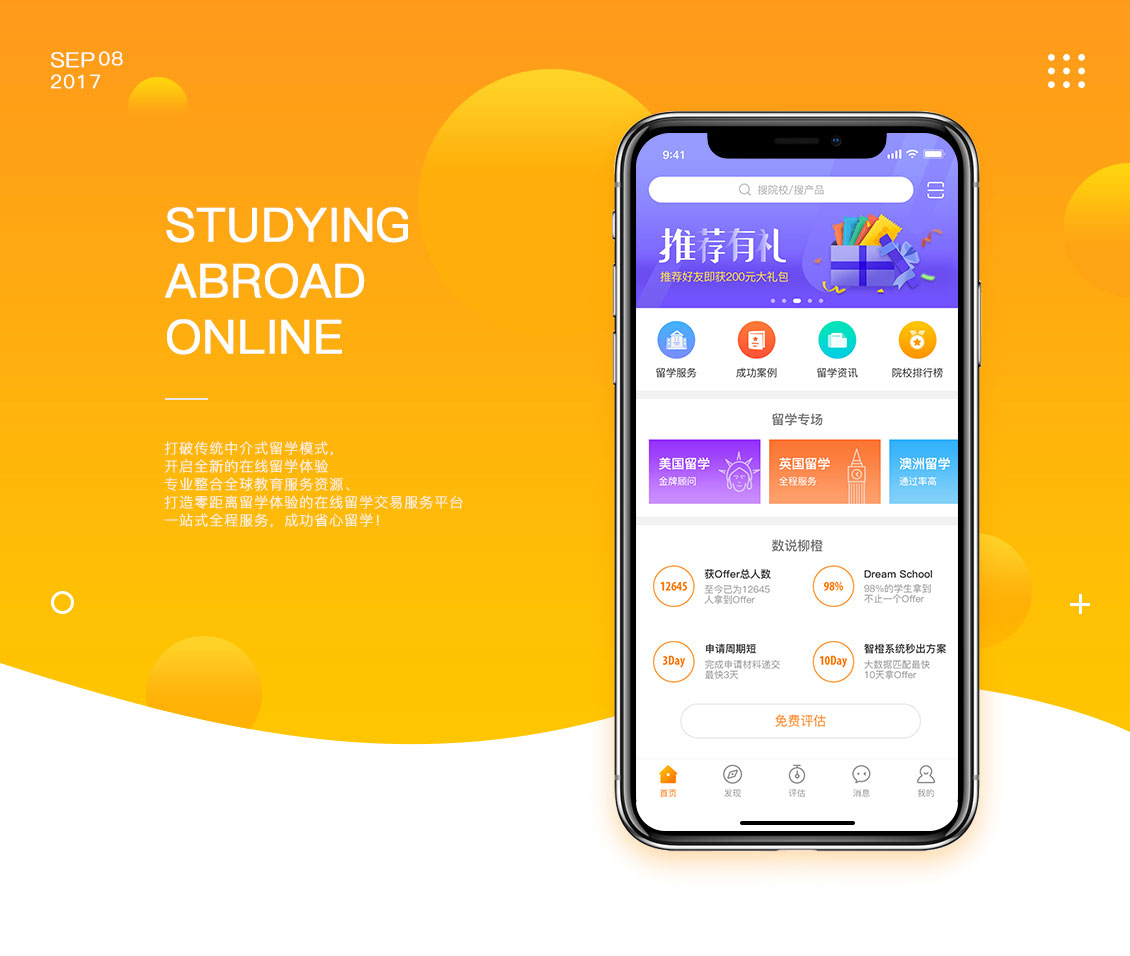 SEP 08
2017
STUDYING
ABROAD
ONLINE
打破传统中介式留学模式，
开启全新的在线留学体验
专业整合全球教育服务资源、
打造零距离留学体验的在线留学交易服务平台
一站式全程服务，成功省心留学！
9:41
搜院校/搜产品
推荐有礼
推荐好友即获200元大礼包
留学服务 成功案例 留学资讯 院校排行榜
留学专场
美国留学 英国留学 澳洲留学
金牌顾问 全程服务 通过率高
数说柳橙
12645
获Offer总人数
至今已为12645
人拿到Offer
98%
Dream School
98%的学生拿到
不止一个Offer
3Day
申请周期短
完成申请材料递交
最快3天
10Day
智橙系统秒出方案
大数据匹配最快
10天拿Offer
免费评估
首页 发现 评估 消息 我的